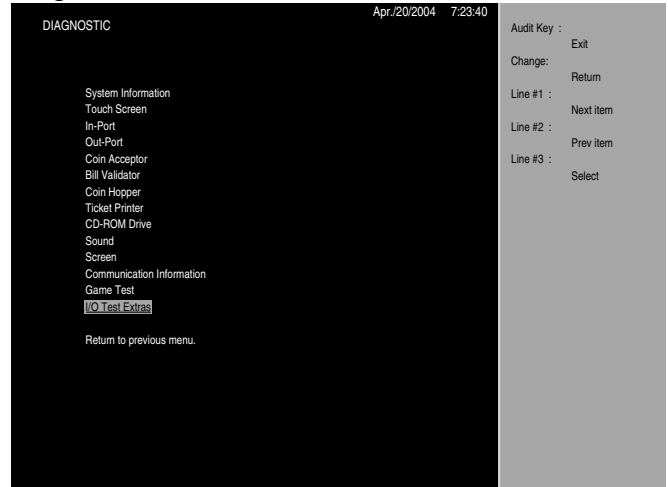 DIAGNOSTIC
Apr./20/2004 7:23:40
System Information
Touch Screen
In-Port
Out-Port
Coin Acceptor
Bill Validator
Coin Hopper
Ticket Printer
CD-ROM Drive
Sound
Screen
Communication Information
Game Test
I/O Test Extras
Return to previous menu.
Audit Key :
Exit
Change:
Return
Line #1 :
Next item
Line #2 :
Prev item
Line #3 :
Select